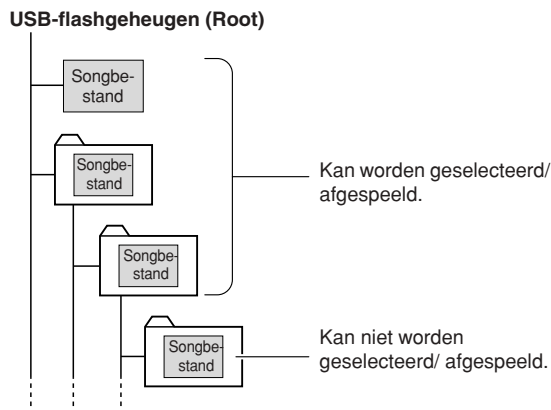 USB-flashgeheugen (Root)
Songbe-
stand
Songbe-
stand
Kan worden geselecteerd/
afgespeeld.
Songbe-
stand
Songbe-
stand
Kan niet worden
geselecteerd/ afgespeeld.